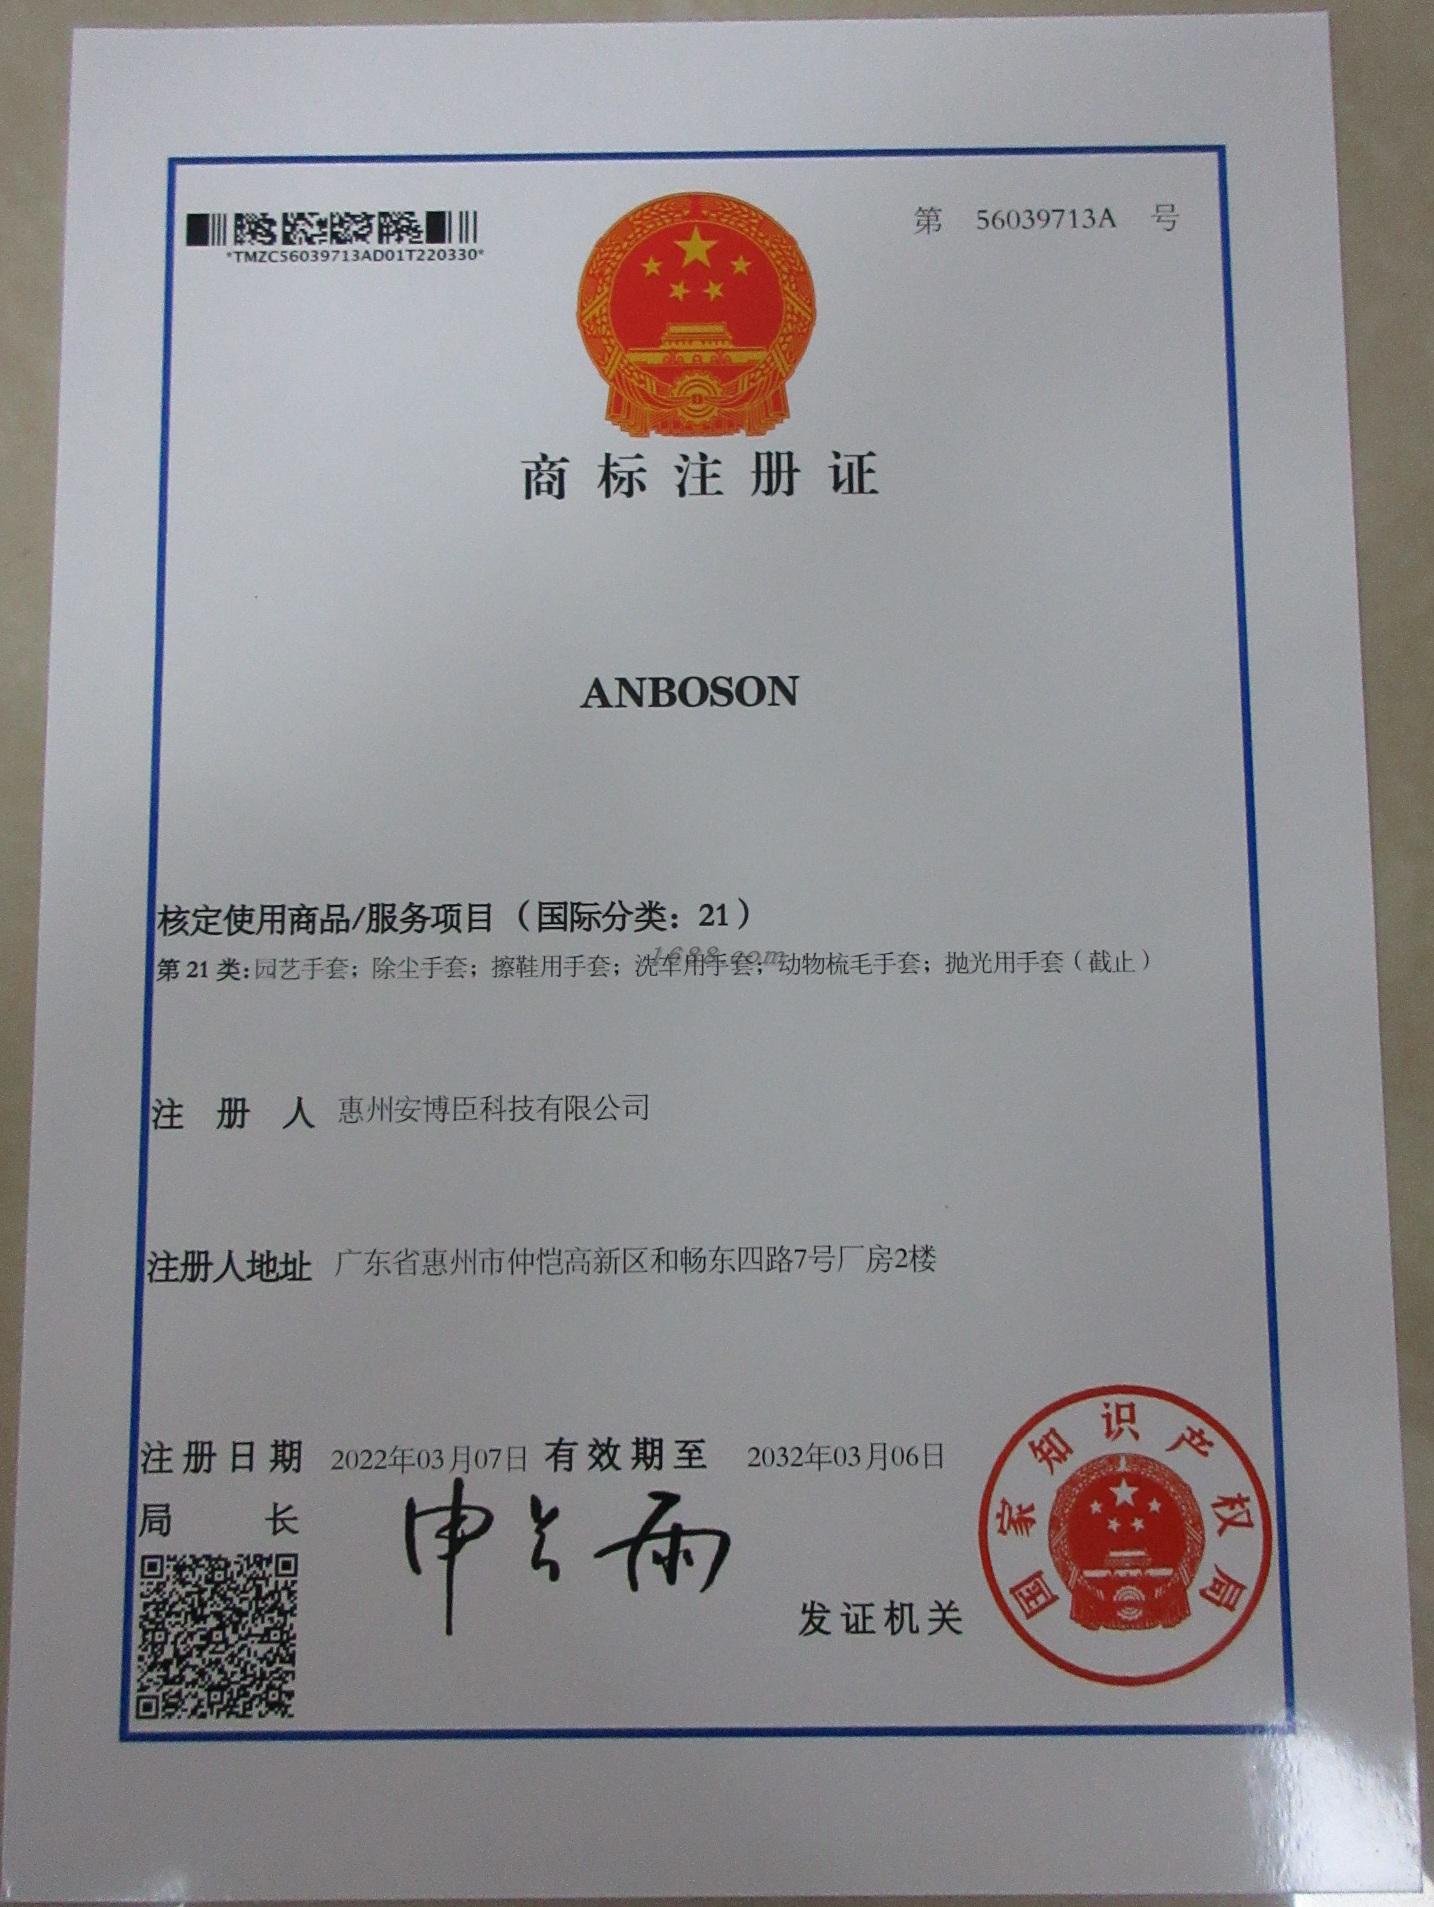 *TMZC56039713AD01T220330*
第 56039713A 号
商标注册证
ANBOSON
核定使用商品/服务项目（国际分类：21）
第21类：园艺手套；除尘手套；擦鞋用手套；洗车用手套；动物梳毛手套；抛光用手套（截止）
1688.com
注册人 惠州安博臣科技有限公司
注册人地址 广东省惠州市仲恺高新区和畅东四路7号厂房2楼
注册日期 2022年03月07日 有效期至 2032年03月06日
局长 申长雨
发证机关
国家知识产权局